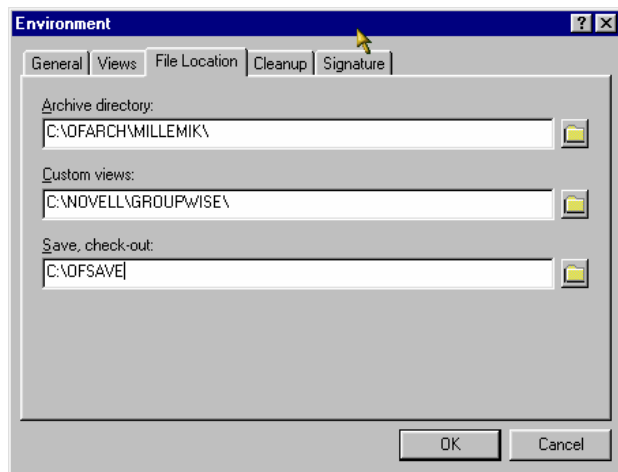 Environment
General
Views
File Location
Cleanup
Signature
Archive directory:
C:\OFARCH\MILLEMIK\
Custom views:
C:\NOVELL\GROUPWISE\
Save, check-out:
C:\OFSAVE
OK
Cancel